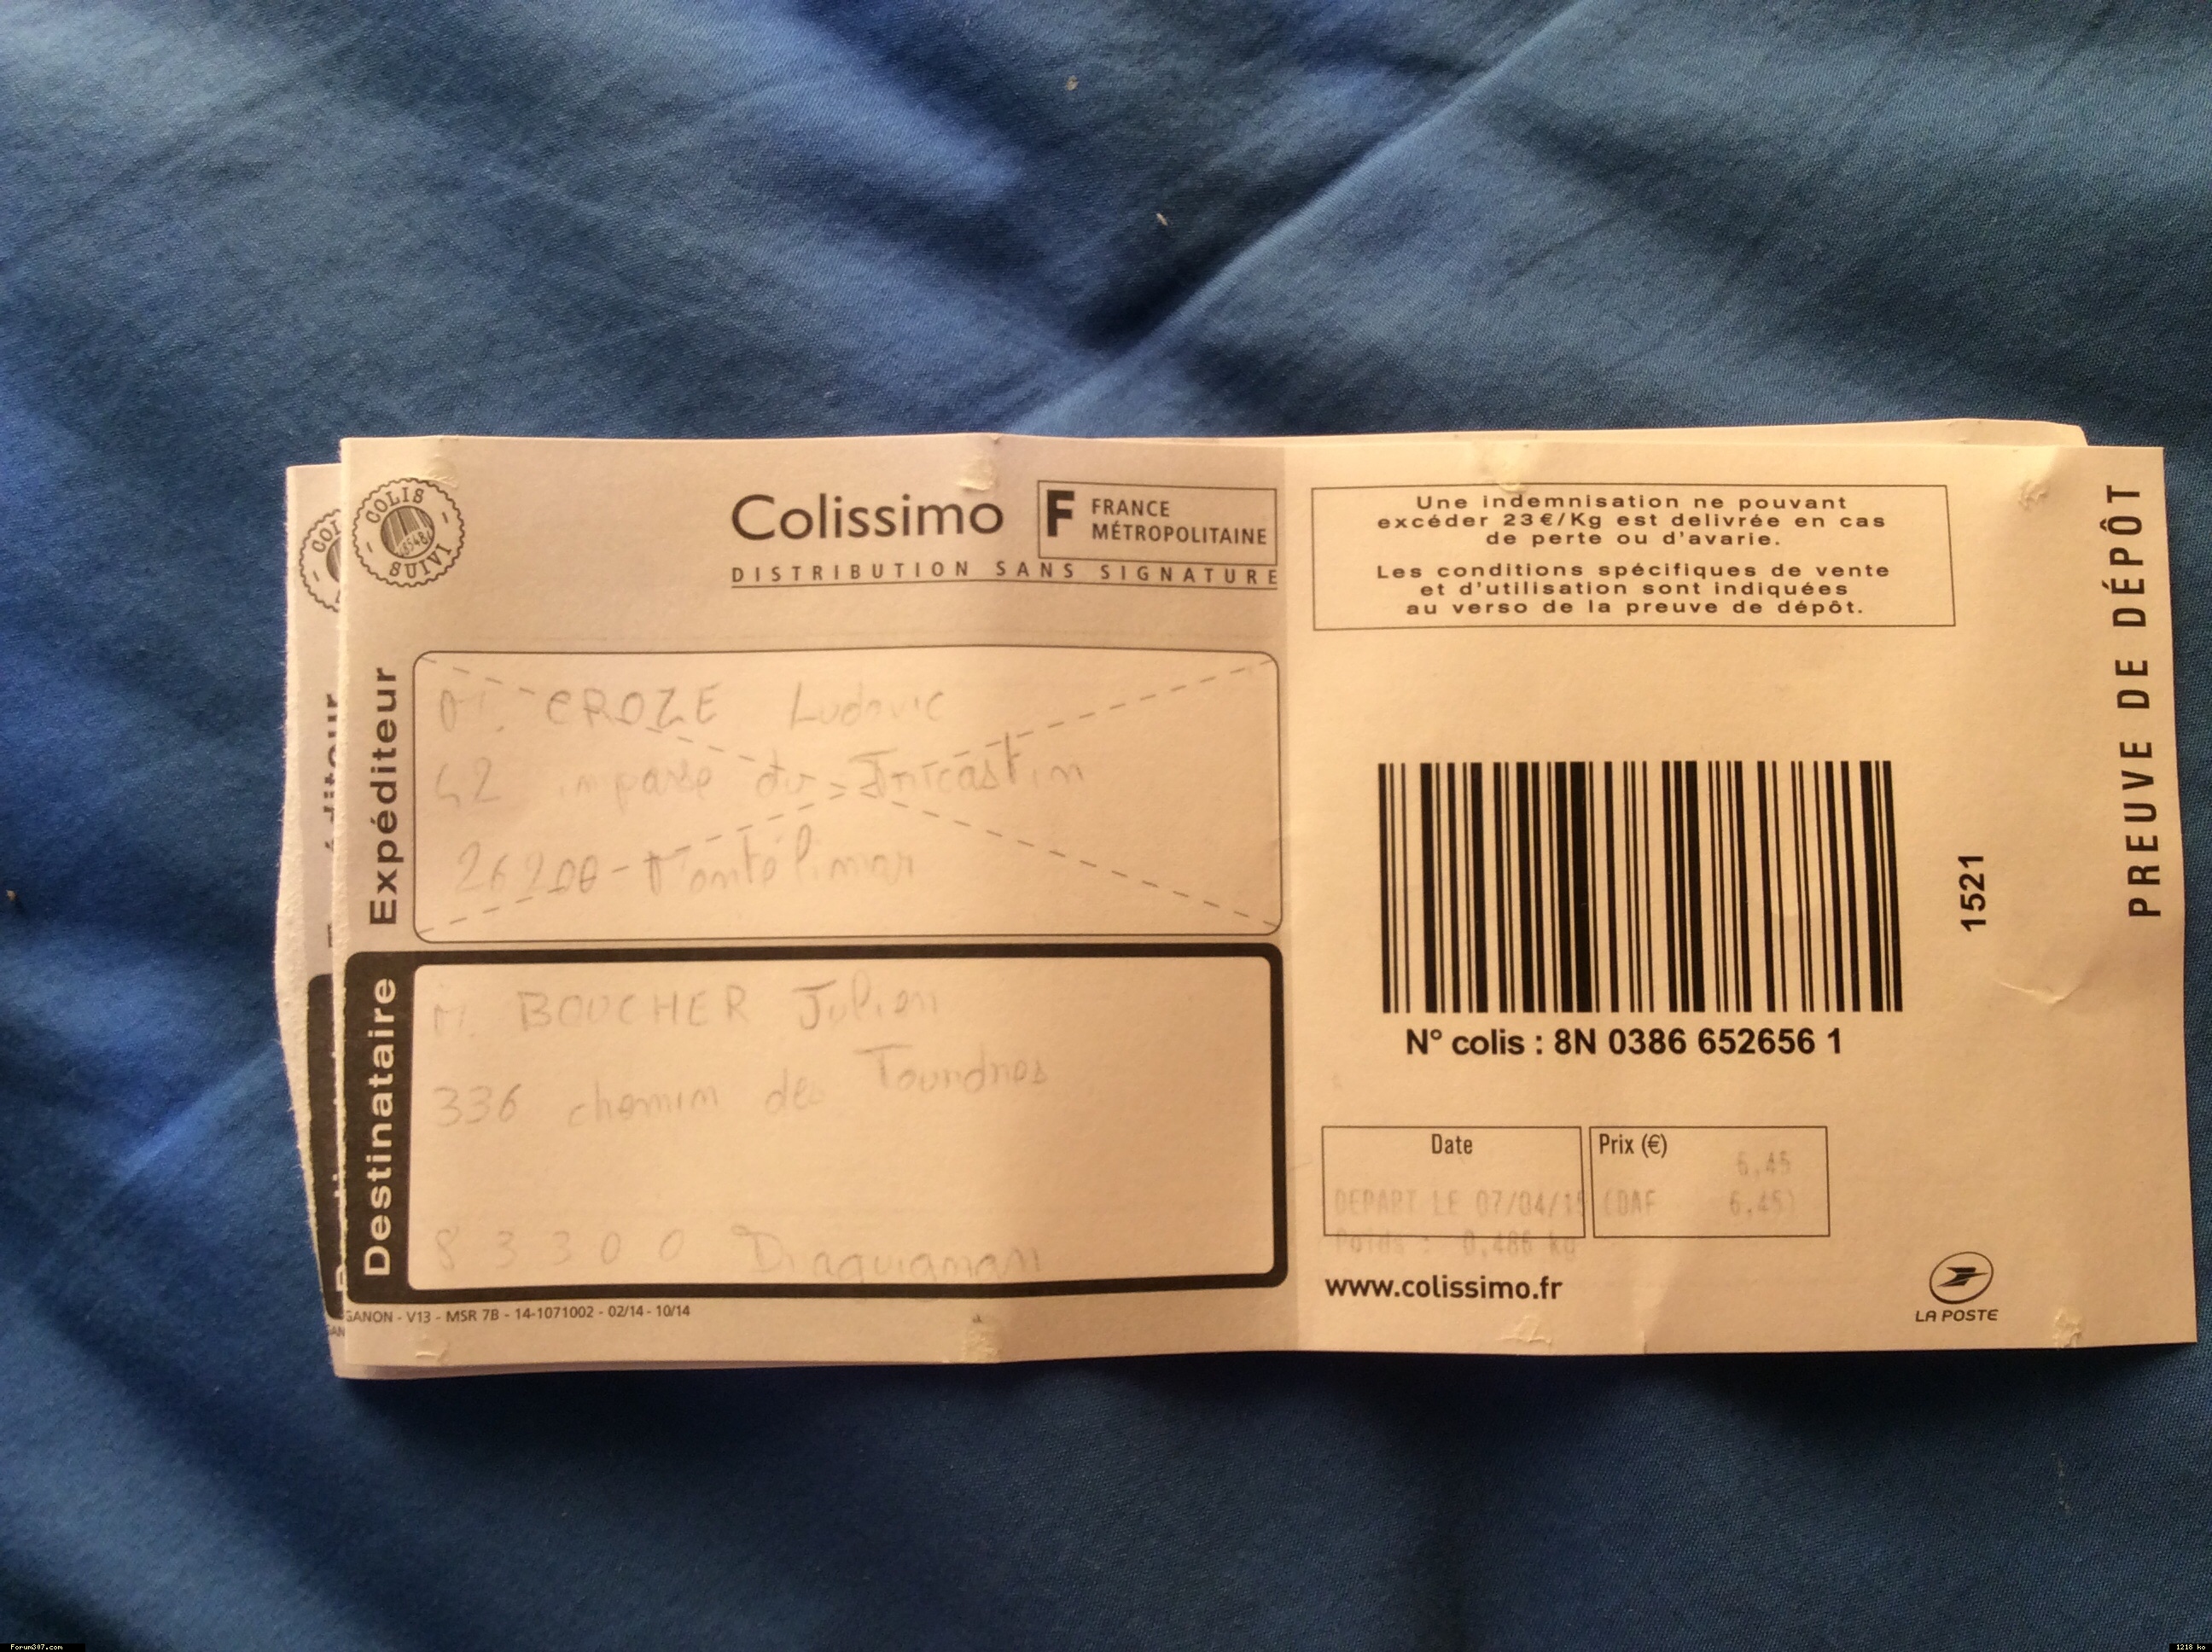 COLIS SUIVI
Colissimo
F FRANCE
MÉTROPOLITAINE
DISTRIBUTION SANS SIGNATURE
Expéditeur
M. CROZE Ludovic
42 impasse du Tricastin
26200 Montélimar
Destinataire
M. BOUCHER Julien
336 chemin des
83300 Draguignan
GANON - V13 - MSR 7B - 14-1071002 - 02/14 - 10/14
Une indemnisation ne pouvant
excéder 23€/Kg est delivrée en cas
de perte ou d'avarie.
Les conditions spécifiques de vente
et d'utilisation sont indiquées
au verso de la preuve de dépôt.
N° colis : 8N 0386 652656 1
1521
PREUVE DE DÉPÔT
Date
DEPART LE 07/04/15
Poids : 0,486 kg
Prix (€)
6,45
(DAF 6,45)
www.colissimo.fr
LA POSTE
Forum307.com
1218 ko